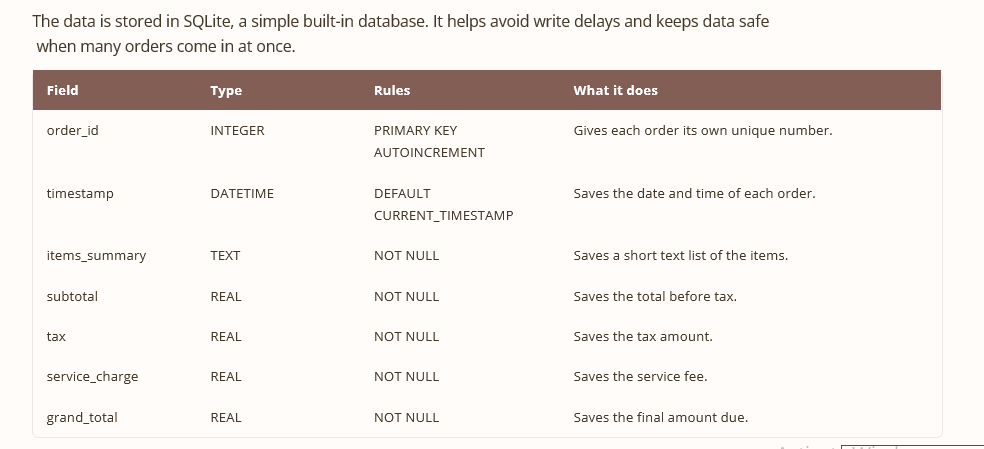 The data is stored in SQLite, a simple built-in database. It helps avoid write delays and keeps data safe
when many orders come in at once.
Field Type Rules What it does
order_id INTEGER PRIMARY KEY Gives each order its own unique number.
AUTOINCREMENT
timestamp DATETIME DEFAULT Saves the date and time of each order.
CURRENT_TIMESTAMP
items_summary TEXT NOT NULL Saves a short text list of the items.
subtotal REAL NOT NULL Saves the total before tax.
tax REAL NOT NULL Saves the tax amount.
service_charge REAL NOT NULL Saves the service fee.
grand_total REAL NOT NULL Saves the final amount due.